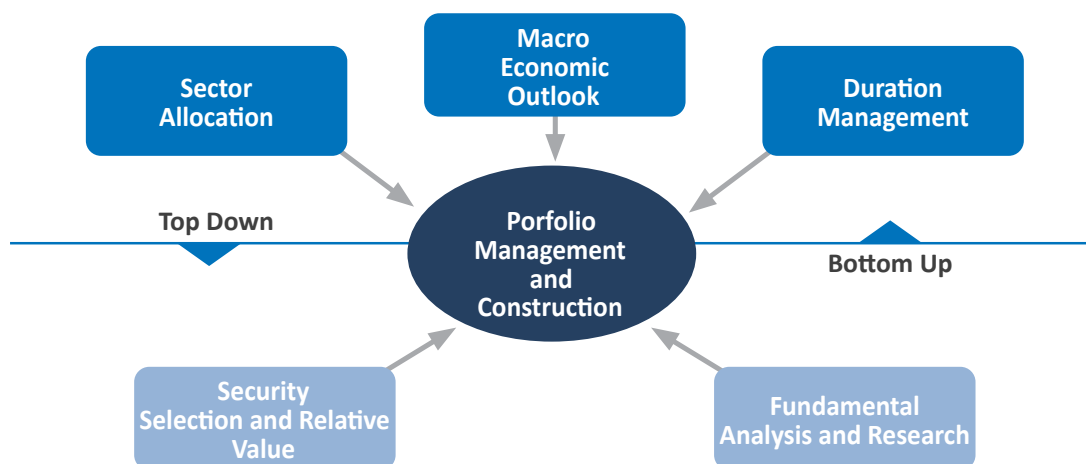 Sector
Allocation
Macro
Economic
Outlook
Duration
Management
Top Down
Porfolio
Management
and
Construction
Bottom Up
Security
Selection and Relative
Value
Fundamental
Analysis and Research